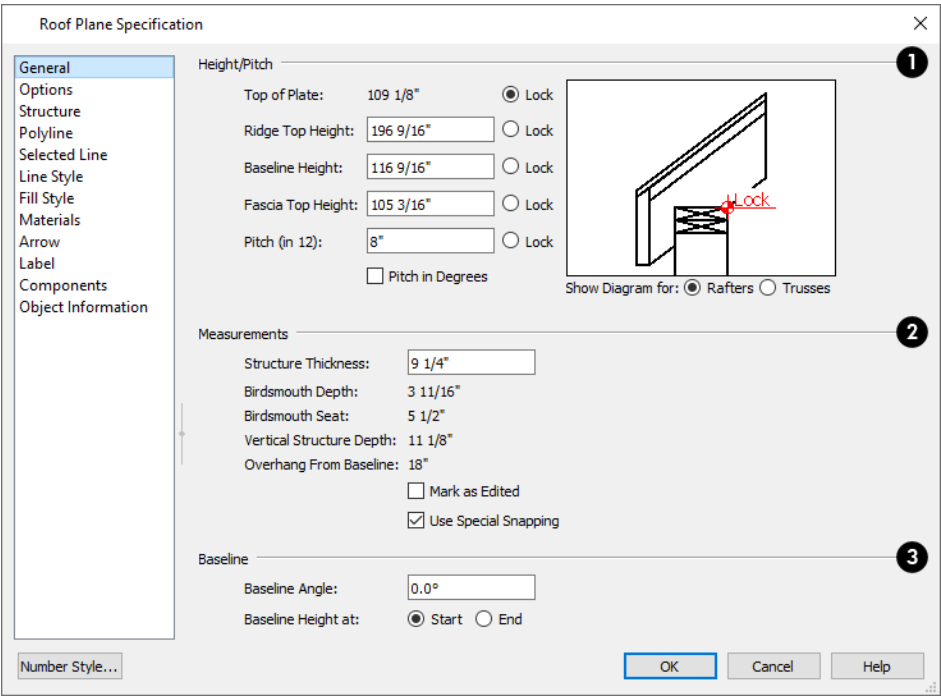 Roof Plane Specification
General
Options
Structure
Polyline
Selected Line
Line Style
Fill Style
Materials
Arrow
Label
Components
Object Information
Height/Pitch
1
Top of Plate: 109 1/8" Lock
Ridge Top Height: 196 9/16" Lock
Baseline Height: 116 9/16" Lock
Fascia Top Height: 105 3/16" Lock
Pitch (in 12): 8" Lock
Pitch in Degrees
Lock
Show Diagram for: Rafters Trusses
Measurements
2
Structure Thickness: 9 1/4"
Birdsmouth Depth: 3 11/16"
Birdsmouth Seat: 5 1/2"
Vertical Structure Depth: 11 1/8"
Overhang From Baseline: 18"
Mark as Edited
Use Special Snapping
Baseline
3
Baseline Angle: 0.0°
Baseline Height at: Start End
Number Style... OK Cancel Help